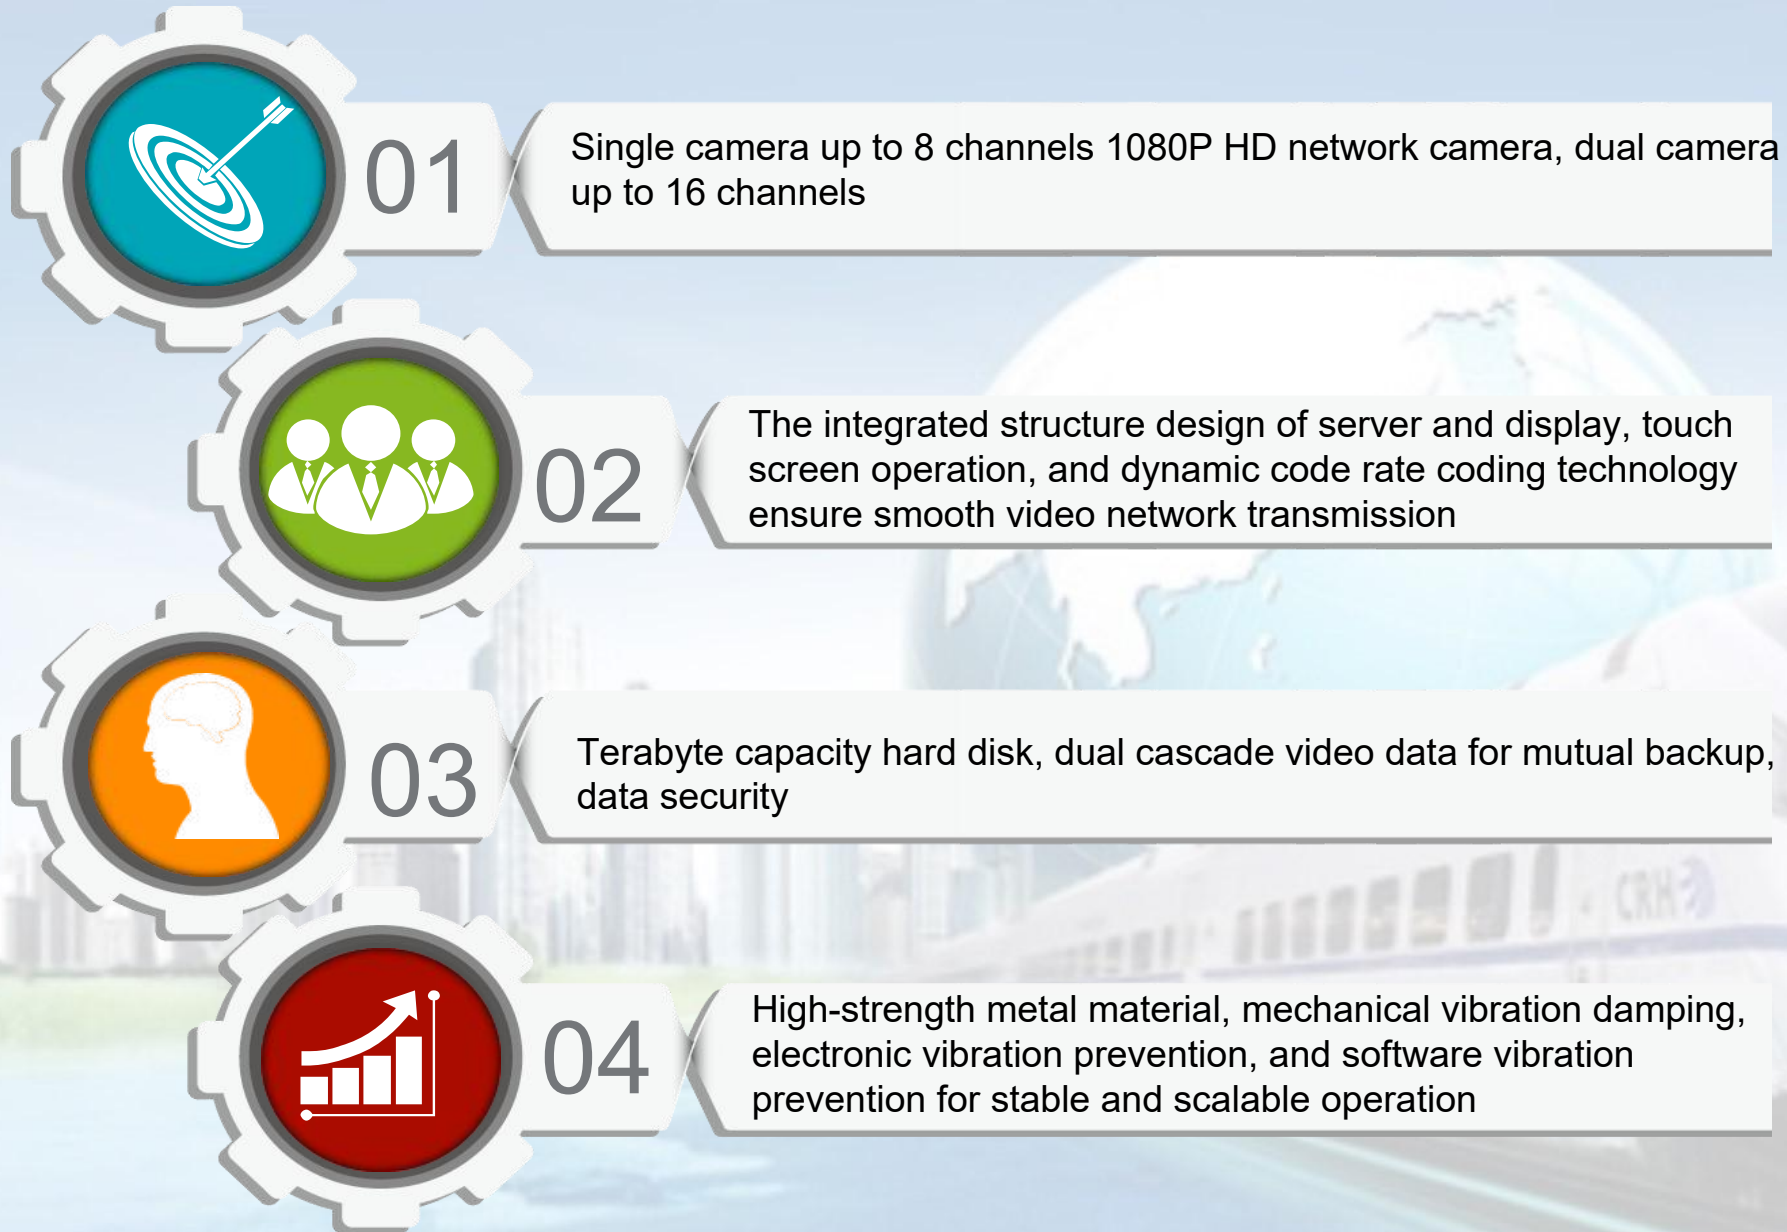 01
Single camera up to 8 channels 1080P HD network camera, dual camera
up to 16 channels
02
The integrated structure design of server and display, touch
screen operation, and dynamic code rate coding technology
ensure smooth video network transmission
03
Terabyte capacity hard disk, dual cascade video data for mutual backup,
data security
CRH
04
High-strength metal material, mechanical vibration damping,
electronic vibration prevention, and software vibration
prevention for stable and scalable operation